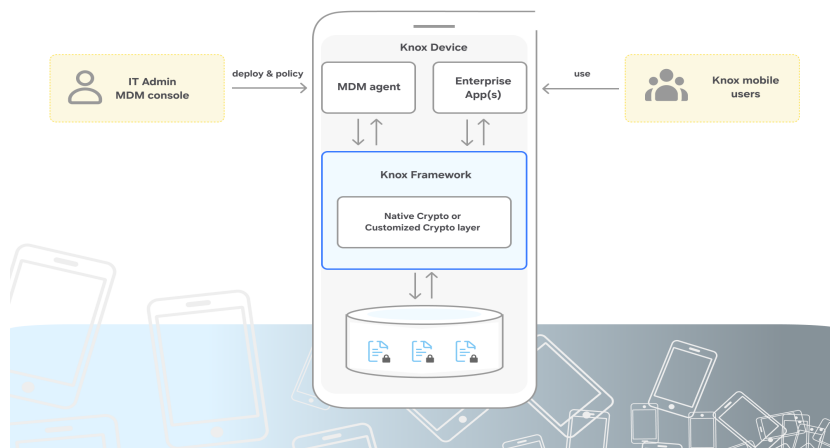 Knox Device
IT Admin
MDM console
deploy & policy
MDM agent
Enterprise
App(s)
use
Knox mobile
users
Knox Framework
Native Crypto or
Customized Crypto layer